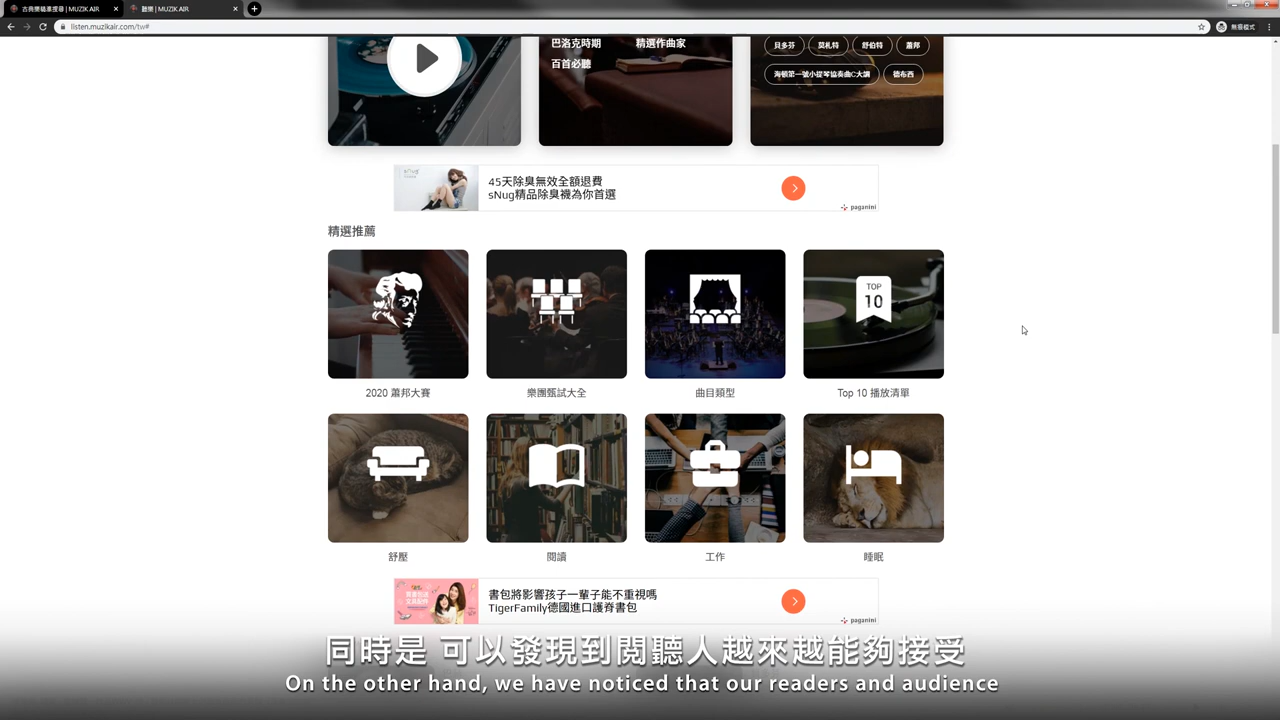 古典樂瞄準搜尋 | MUZIK AIR
聽樂 | MUZIK AIR
listen.muzikair.com/tw#
無痕模式
巴洛克時期
精選作曲家
百首必聽
貝多芬
莫札特
舒伯特
蕭邦
海頓第一號小提琴協奏曲C大調
德布西
45天除臭無效全額退費
sNug精品除臭襪為你首選
paganini
精選推薦
TOP
10
2020 蕭邦大賽
樂團甄試大全
曲目類型
Top 10 播放清單
舒壓
閱讀
工作
睡眠
書包將影響孩子一輩子能不重視嗎
TigerFamily德國進口護脊書包
paganini
同時是 可以發現到閱聽人越來越能夠接受
On the other hand, we have noticed that our readers and audience